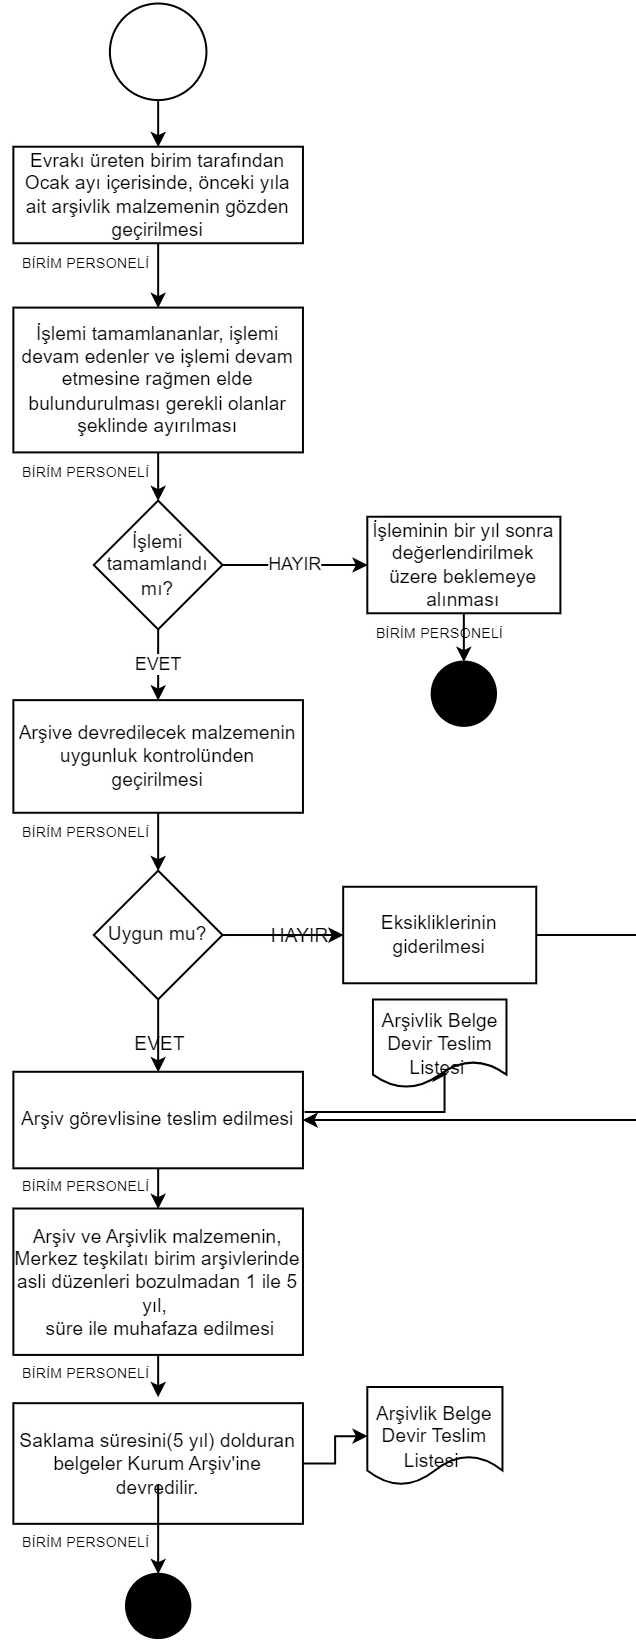 Evrakı üreten birim tarafından
Ocak ayı içerisinde, önceki yıla
ait arşivlik malzemenin gözden
geçirilmesi
BİRİM PERSONELİ
İşlemi tamamlananlar, işlemi
devam edenler ve işlemi devam
etmesine rağmen elde
bulundurulması gerekli olanlar
şeklinde ayırılması
BİRİM PERSONELİ
İşlemi
tamamlandı
mı?
HAYIR
İşleminin bir yıl sonra
değerlendirilmek
üzere beklemeye
alınması
BİRİM PERSONELİ
EVET
Arşive devredilecek malzemenin
uygunluk kontrolünden
geçirilmesi
BİRİM PERSONELİ
Uygun mu?
HAYIR
Eksikliklerinin
giderilmesi
Arşivlik Belge
Devir Teslim
Listesi
EVET
Arşiv görevlisine teslim edilmesi
BİRİM PERSONELİ
Arşiv ve Arşivlik malzemenin,
Merkez teşkilatı birim arşivlerinde
asli düzenleri bozulmadan 1 ile 5
yıl,
süre ile muhafaza edilmesi
BİRİM PERSONELİ
Saklama süresini(5 yıl) dolduran
belgeler Kurum Arşiv'ine
devredilir.
Arşivlik Belge
Devir Teslim
Listesi
BİRİM PERSONELİ